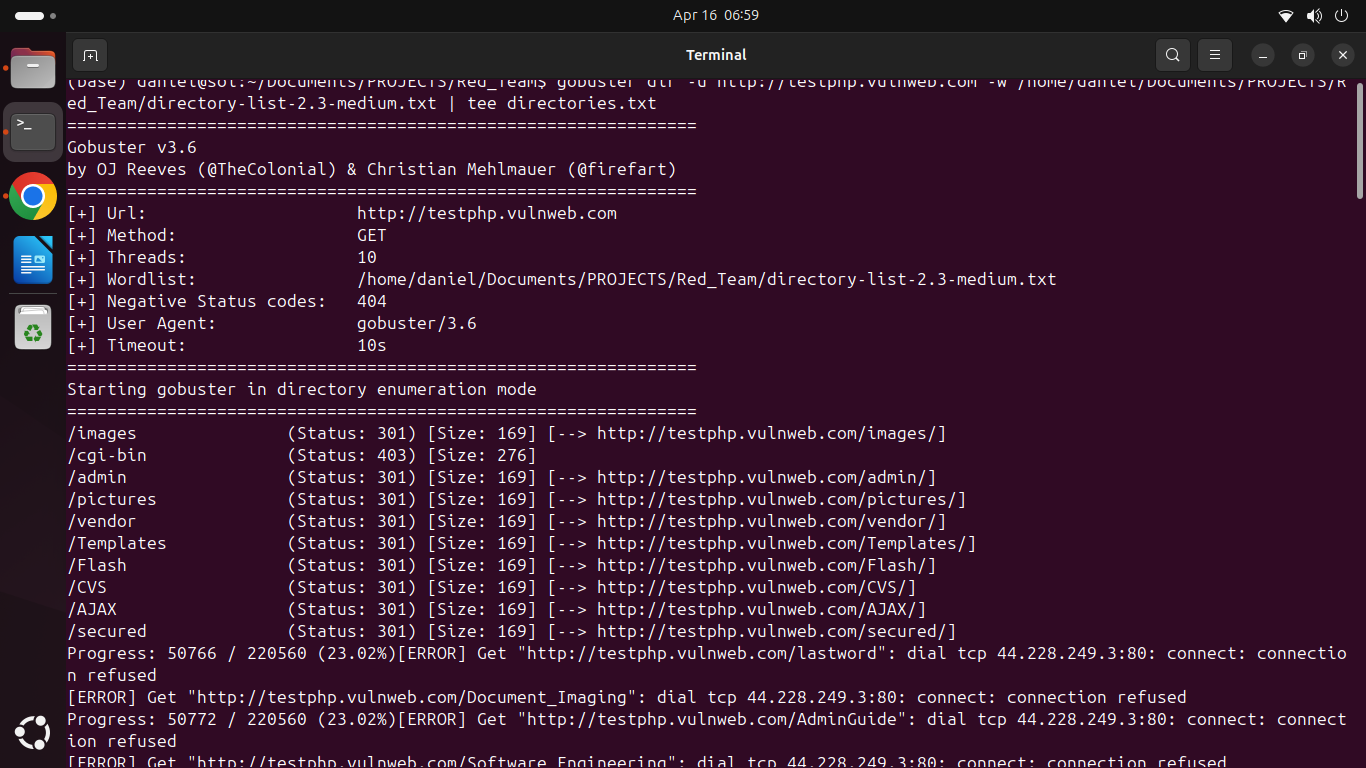 Apr 16 06:59
Terminal
(base) daniel@sol:~/Documents/PROJECTS/Red_Team$ gobuster dir -u http://testphp.vulnweb.com -w /home/daniel/Documents/PROJECTS/R
ed_Team/directory-list-2.3-medium.txt | tee directories.txt
===============================================================
Gobuster v3.6
by OJ Reeves (@TheColonial) & Christian Mehlmauer (@firefart)
===============================================================
[+] Url:                     http://testphp.vulnweb.com
[+] Method:                  GET
[+] Threads:                 10
[+] Wordlist:                /home/daniel/Documents/PROJECTS/Red_Team/directory-list-2.3-medium.txt
[+] Negative Status codes:   404
[+] User Agent:              gobuster/3.6
[+] Timeout:                 10s
===============================================================
Starting gobuster in directory enumeration mode
===============================================================
/images               (Status: 301) [Size: 169] [--> http://testphp.vulnweb.com/images/]
/cgi-bin              (Status: 403) [Size: 276]
/admin                (Status: 301) [Size: 169] [--> http://testphp.vulnweb.com/admin/]
/pictures             (Status: 301) [Size: 169] [--> http://testphp.vulnweb.com/pictures/]
/vendor               (Status: 301) [Size: 169] [--> http://testphp.vulnweb.com/vendor/]
/Templates            (Status: 301) [Size: 169] [--> http://testphp.vulnweb.com/Templates/]
/Flash                (Status: 301) [Size: 169] [--> http://testphp.vulnweb.com/Flash/]
/CVS                  (Status: 301) [Size: 169] [--> http://testphp.vulnweb.com/CVS/]
/AJAX                 (Status: 301) [Size: 169] [--> http://testphp.vulnweb.com/AJAX/]
/secured              (Status: 301) [Size: 169] [--> http://testphp.vulnweb.com/secured/]
Progress: 50766 / 220560 (23.02%)[ERROR] Get "http://testphp.vulnweb.com/lastword": dial tcp 44.228.249.3:80: connect: connectio
n refused
[ERROR] Get "http://testphp.vulnweb.com/Document_Imaging": dial tcp 44.228.249.3:80: connect: connection refused
Progress: 50772 / 220560 (23.02%)[ERROR] Get "http://testphp.vulnweb.com/AdminGuide": dial tcp 44.228.249.3:80: connect: connect
ion refused
[ERROR] Get "http://testphp.vulnweb.com/Software_Engineering": dial tcp 44.228.249.3:80: connect: connection refused